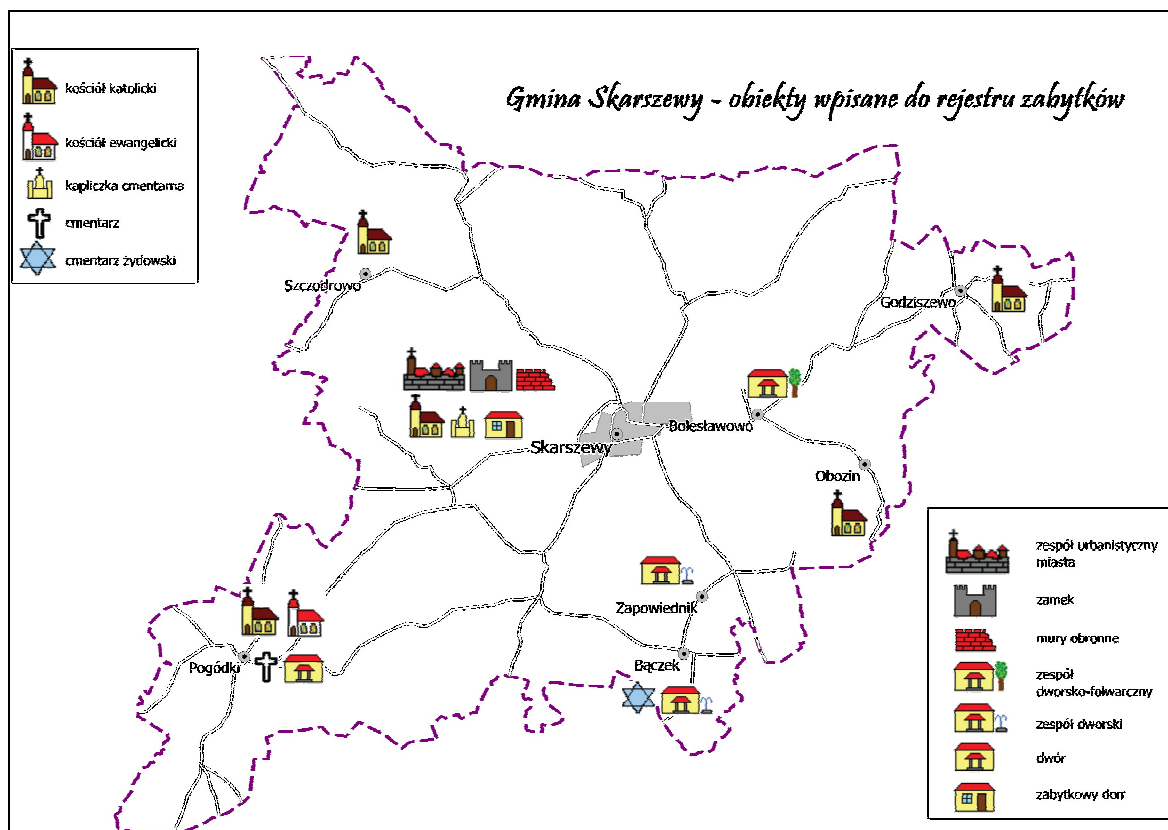 Gmina Skarszewy - obiekty wpisane do rejestru zabytków
kościół katolicki
kościół ewangelicki
kapliczka cmentarna
cmentarz
cmentarz żydowski
Szczodrowo
Godziszewo
Bolesławowo
Skarszewy
Obozin
Zapowiednik
Pogódki
Bączek
zespół urbanistyczny
miasta
zamek
mury obronne
zespół
dworsko-folwarczny
zespół dworski
dwór
zabytkowy dom